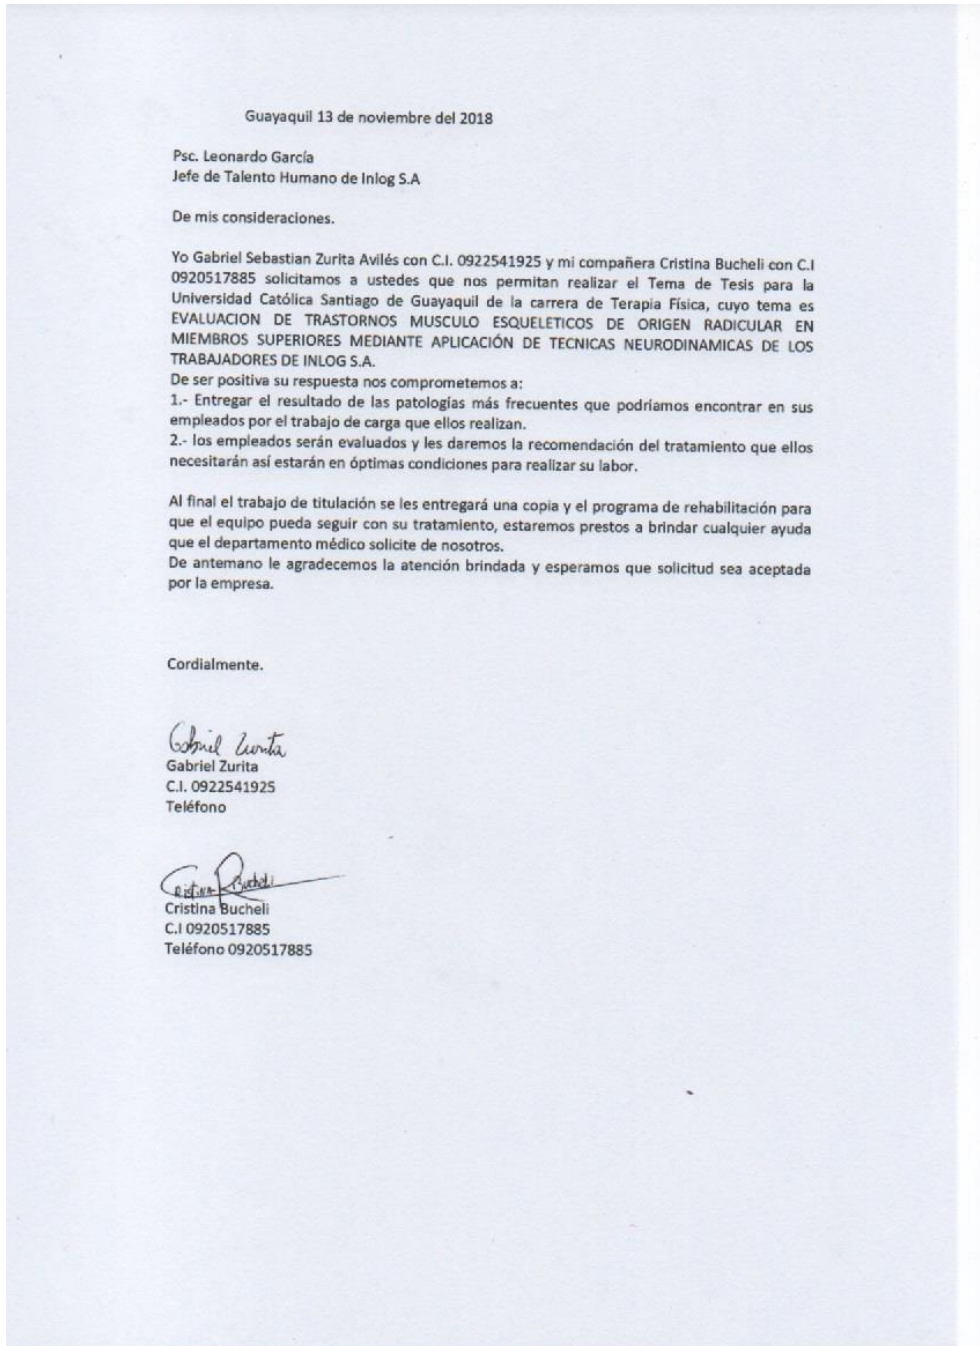 Guayaquil 13 de noviembre del 2018
Psc. Leonardo García
Jefe de Talento Humano de Inlog S.A
De mis consideraciones.
Yo Gabriel Sebastian Zurita Avilés con C.I. 0922541925 y mi compañera Cristina Bucheli con C.I
0920517885 solicitamos a ustedes que nos permitan realizar el Tema de Tesis para la
Universidad Católica Santiago de Guayaquil de la carrera de Terapia Física, cuyo tema es
EVALUACION DE TRASTORNOS MUSCULO ESQUELETICOS DE ORIGEN RADICULAR EN
MIEMBROS SUPERIORES MEDIANTE APLICACIÓN DE TECNICAS NEURODINAMICAS DE LOS
TRABAJADORES DE INLOG S.A.
De ser positiva su respuesta nos comprometemos a:
1.- Entregar el resultado de las patologías más frecuentes que podríamos encontrar en sus
empleados por el trabajo de carga que ellos realizan.
2.- los empleados serán evaluados y les daremos la recomendación del tratamiento que ellos
necesitarán así estarán en óptimas condiciones para realizar su labor.
Al final el trabajo de titulación se les entregará una copia y el programa de rehabilitación para
que el equipo pueda seguir con su tratamiento, estaremos prestos a brindar cualquier ayuda
que el departamento médico solicite de nosotros.
De antemano le agradecemos la atención brindada y esperamos que solicitud sea aceptada
por la empresa.
Cordialmente.
Gabriel Zurita
Gabriel Zurita
C.I. 0922541925
Teléfono
Cristina Bucheli
Cristina Bucheli
C.I 0920517885
Teléfono 0920517885